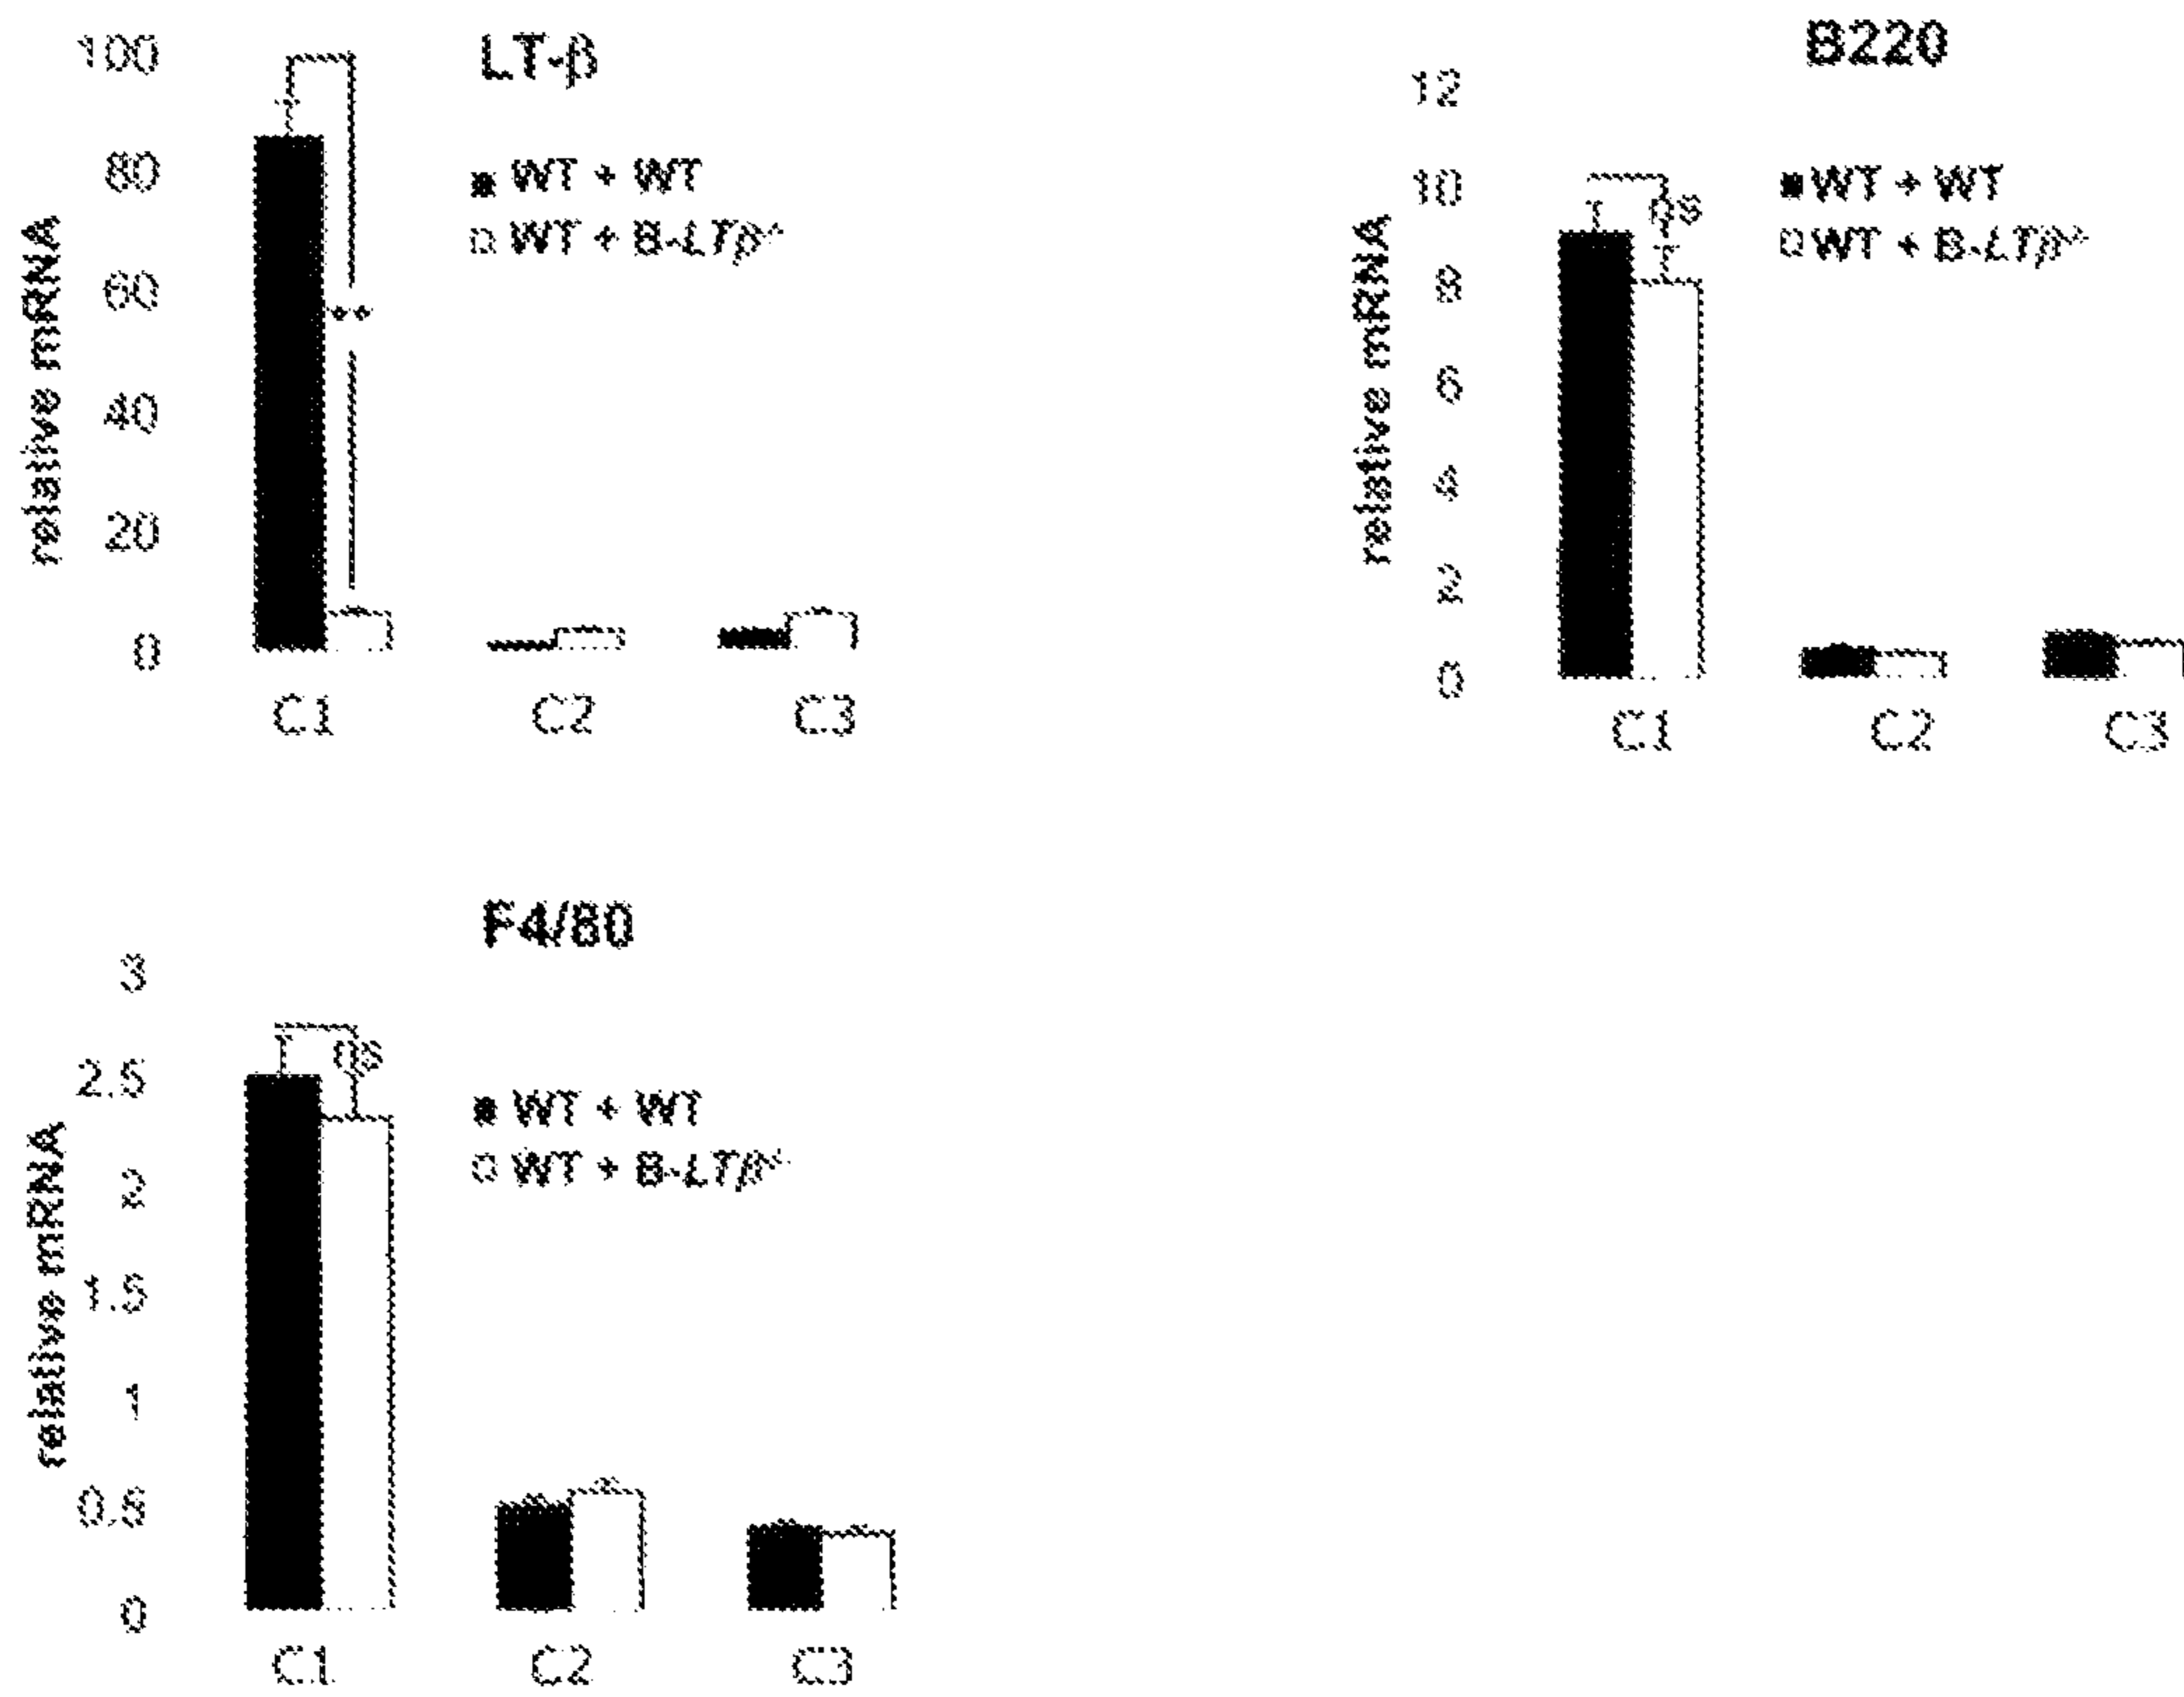 LT-β
relative mRNA
100
80
60
40
20
0
**
■ WT + WT
□ WT + B-LTβ-/-
C1 C2 C3
B220
relative mRNA
12
10
8
6
4
2
0
ns
■ WT + WT
□ WT + B-LTβ-/-
C1 C2 C3
F4/80
relative mRNA
3
2.5
2
1.5
1
0.5
0
ns
■ WT + WT
□ WT + B-LTβ-/-
C1 C2 C3